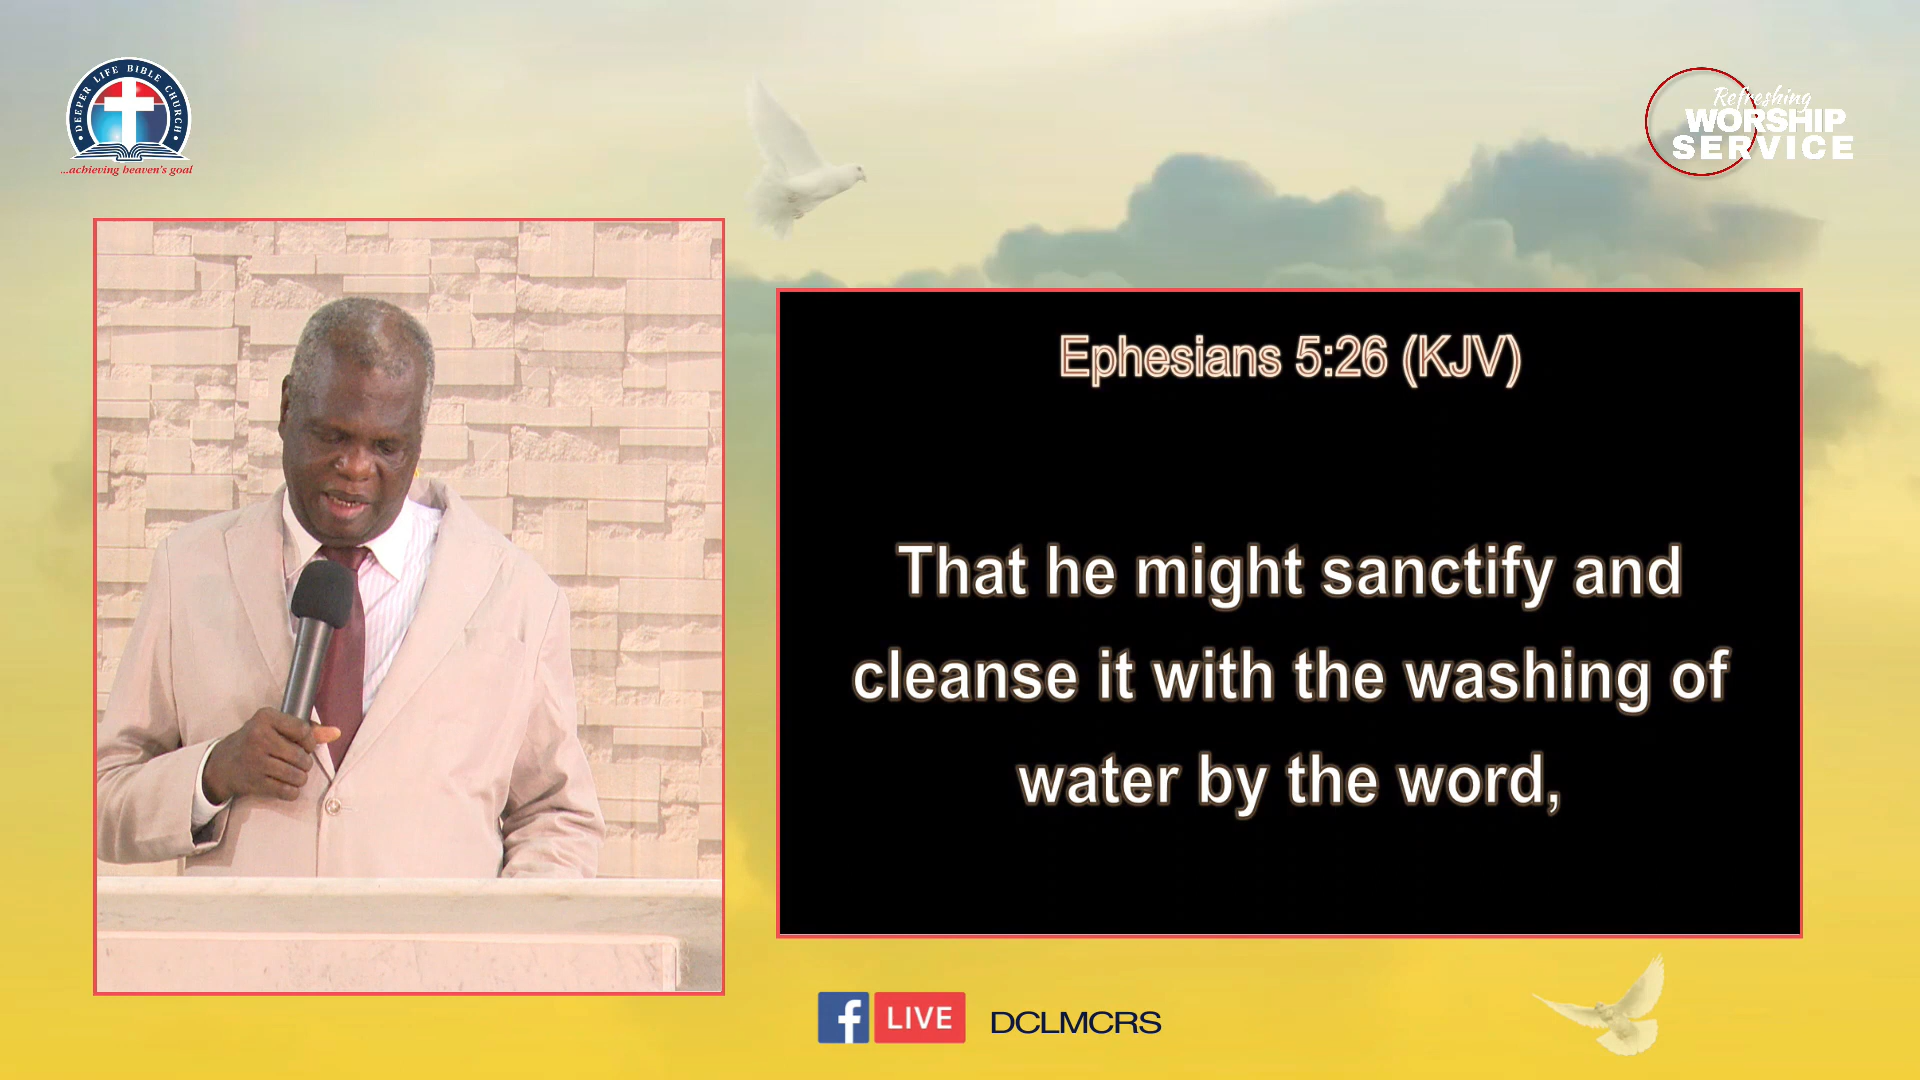 DEEPER LIFE BIBLE CHURCH
...achieving heaven's goal
Refreshing
WORSHIP
SERVICE
Ephesians 5:26 (KJV)
That he might sanctify and
cleanse it with the washing of
water by the word,
f LIVE DCLMCRS